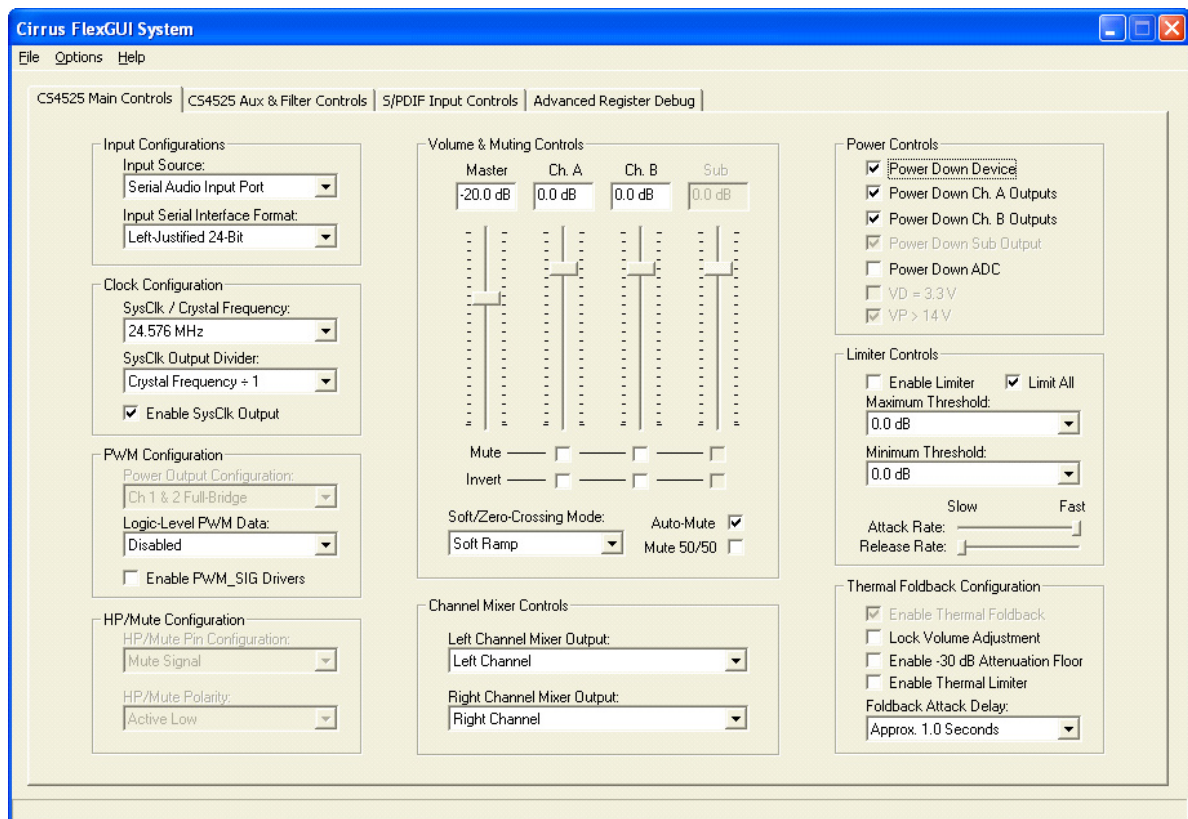 Cirrus FlexGUI System
File Options Help
CS4525 Main Controls CS4525 Aux & Filter Controls S/PDIF Input Controls Advanced Register Debug
Input Configurations
Input Source:
Serial Audio Input Port
Input Serial Interface Format:
Left-Justified 24-Bit
Clock Configuration
SysClk / Crystal Frequency:
24.576 MHz
SysClk Output Divider:
Crystal Frequency ÷ 1
Enable SysClk Output
PWM Configuration
Power Output Configuration:
Ch 1 & 2 Full-Bridge
Logic-Level PWM Data:
Disabled
Enable PWM_SIG Drivers
HP/Mute Configuration
HP/Mute Pin Configuration:
Mute Signal
HP/Mute Polarity:
Active Low
Volume & Muting Controls
Master Ch. A Ch. B Sub
-20.0 dB 0.0 dB 0.0 dB 0.0 dB
Mute
Invert
Soft/Zero-Crossing Mode:
Soft Ramp
Auto-Mute
Mute 50/50
Channel Mixer Controls
Left Channel Mixer Output:
Left Channel
Right Channel Mixer Output:
Right Channel
Power Controls
Power Down Device
Power Down Ch. A Outputs
Power Down Ch. B Outputs
Power Down Sub Output
Power Down ADC
VD = 3.3 V
VP > 14 V
Limiter Controls
Enable Limiter Limit All
Maximum Threshold:
0.0 dB
Minimum Threshold:
0.0 dB
Slow Fast
Attack Rate:
Release Rate:
Thermal Foldback Configuration
Enable Thermal Foldback
Lock Volume Adjustment
Enable -30 dB Attenuation Floor
Enable Thermal Limiter
Foldback Attack Delay:
Approx. 1.0 Seconds